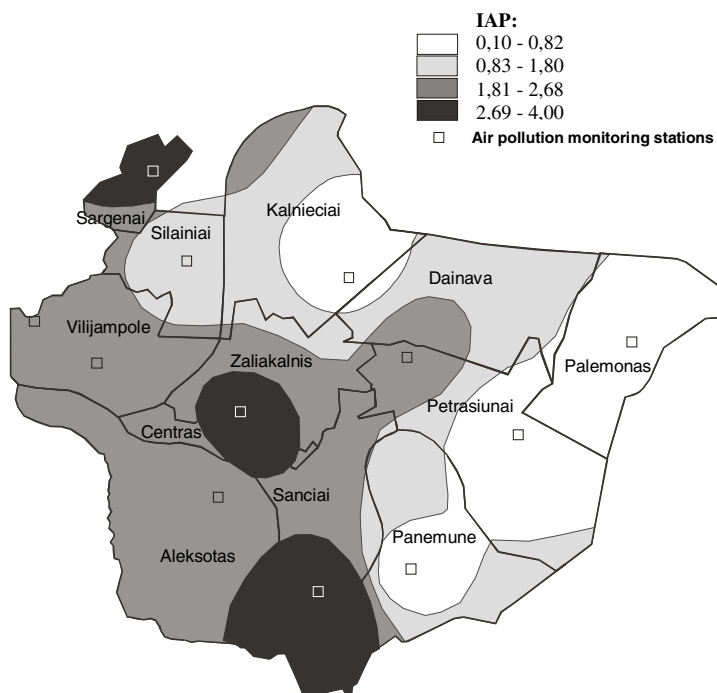 IAP:
0,10 - 0,82
0,83 - 1,80
1,81 - 2,68
2,69 - 4,00
Air pollution monitoring stations
Sargenai
Silainiai
Kalnieciai
Dainava
Vilijampole
Zaliakalnis
Palemonas
Petrasiunai
Centras
Sanciai
Panemune
Aleksotas